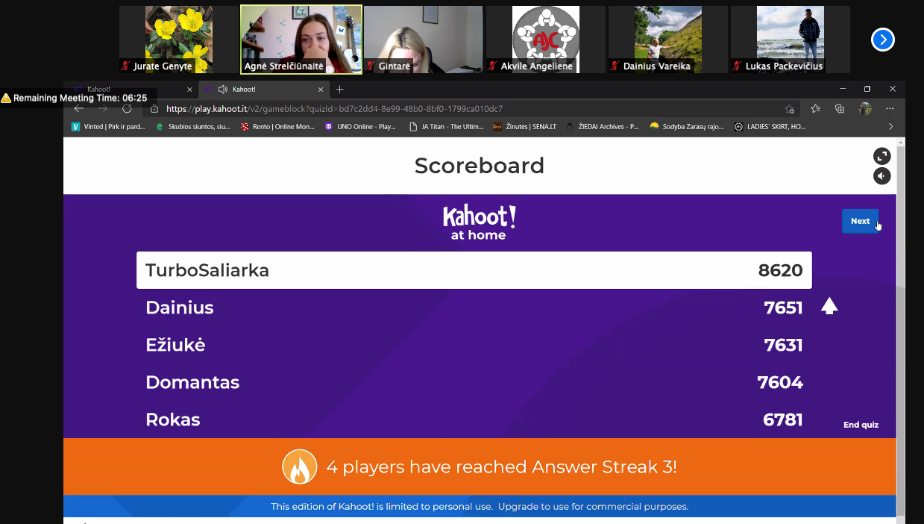 Jurate Genyte
Agnė Strelčiūnaitė
Gintarė
AJC
Akvile Angeliene
Dainius Vareika
Lukas Packevičius
Remaining Meeting Time: 06:25
Kahoot!
Kahoot!
https://play.kahoot.it/v2/gameblock?quizId=bd7c2dd4-8e99-48b0-8bf0-1799ca010dc7
Vinted | Pirk ir pard...
Skubios siuntos, siu...
Rento | Online Mon...
UNO Online - Play...
JA Titan - The Ultim...
Žinutės | SENA.LT
ŽIEDAI Archives - P...
Sodyba Zarasų rajo...
LADIES` SKIRT, HO...
Scoreboard
Kahoot!
at home
Next
TurboSaliarka 8620
Dainius 7651
Ežiukė 7631
Domantas 7604
Rokas 6781
End quiz
4 players have reached Answer Streak 3!
This edition of Kahoot! is limited to personal use. Upgrade to use for commercial purposes.